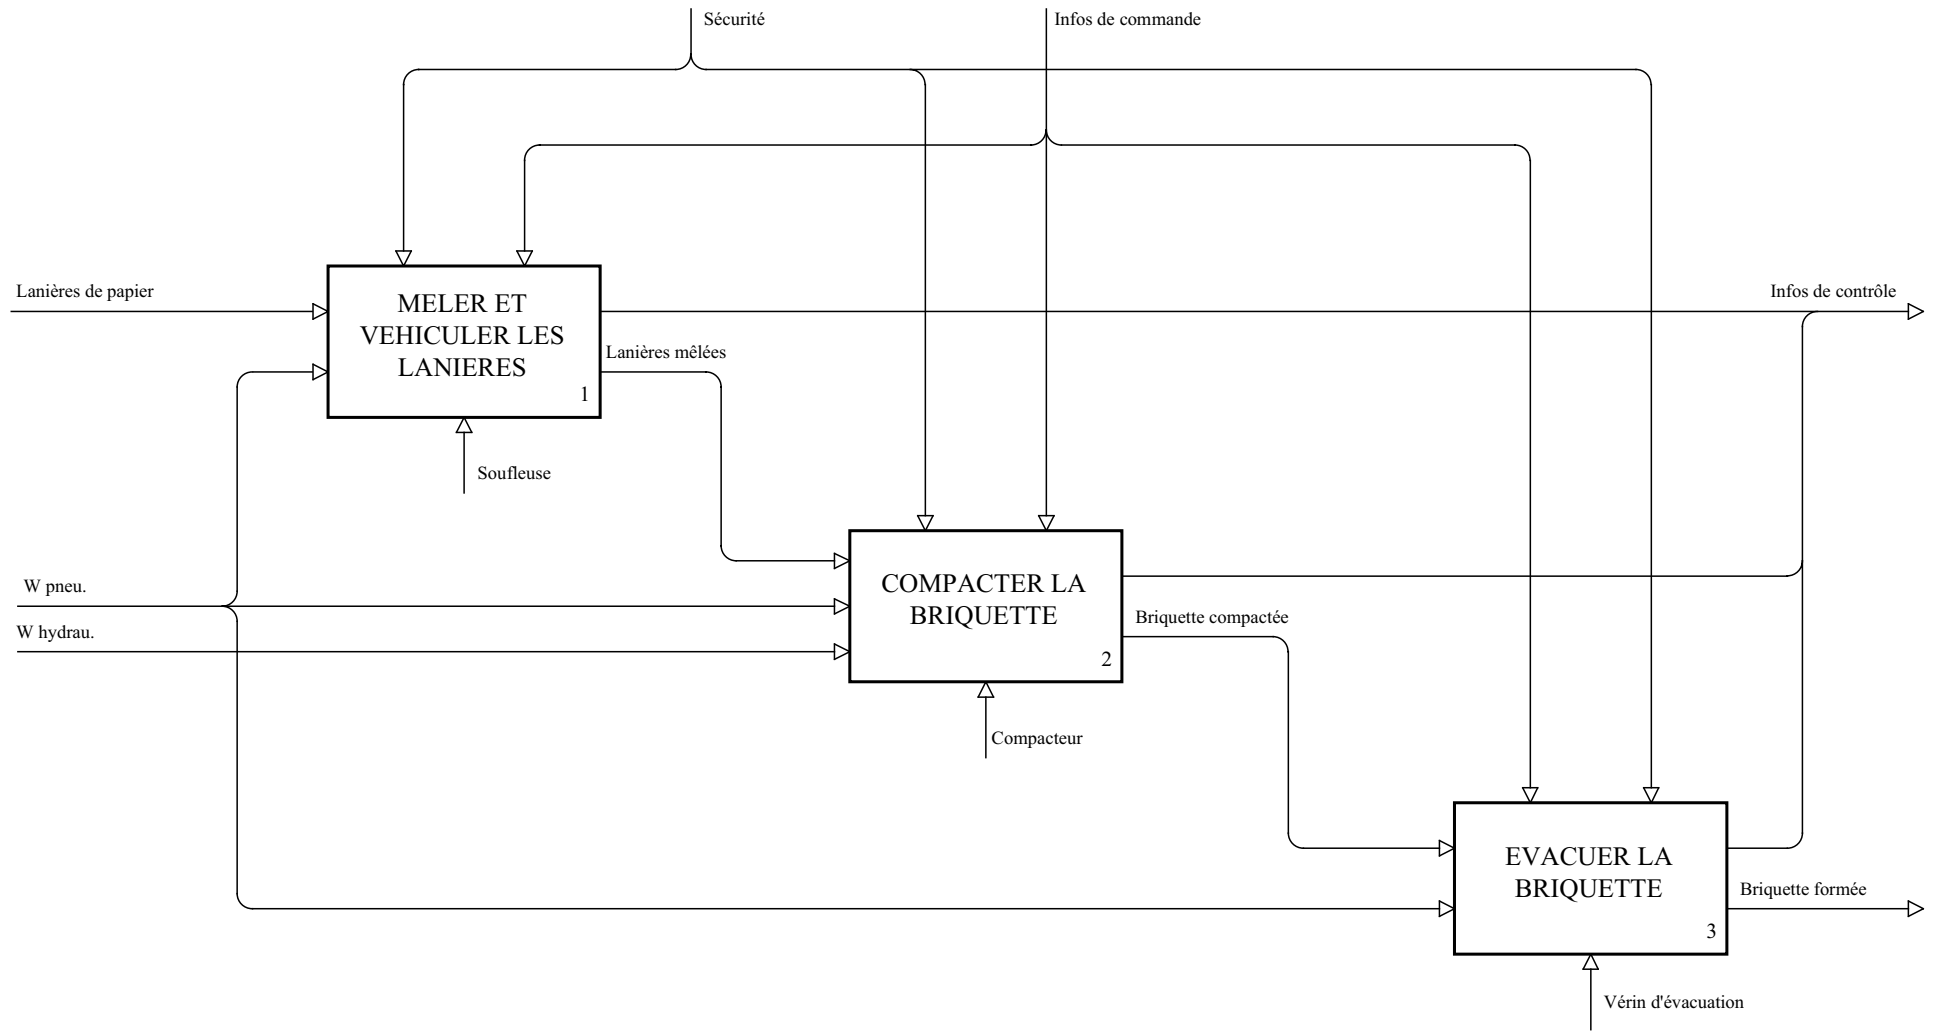 Sécurité
Infos de commande
Lanières de papier
MELER ET
VEHICULER LES
LANIERES
1
Infos de contrôle
Lanières mêlées
Soufleuse
W pneu.
W hydrau.
COMPACTER LA
BRIQUETTE
2
Briquette compactée
Compacteur
EVACUER LA
BRIQUETTE
3
Briquette formée
Vérin d'évacuation